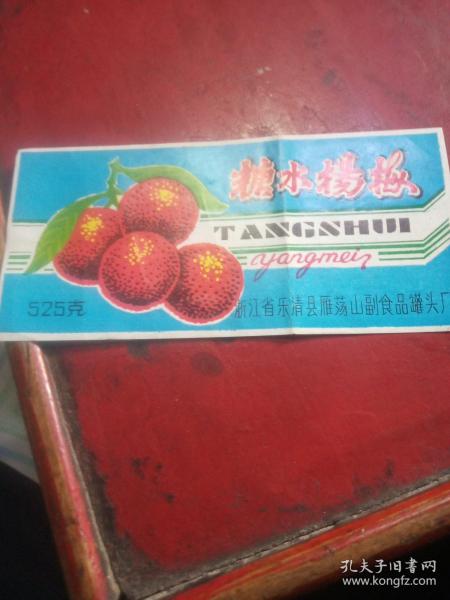 糖水杨梅
TANGSHUI
yangmei
525克
浙江省乐清县雁荡山副食品罐头厂
孔夫子旧书网
www.kongfz.com